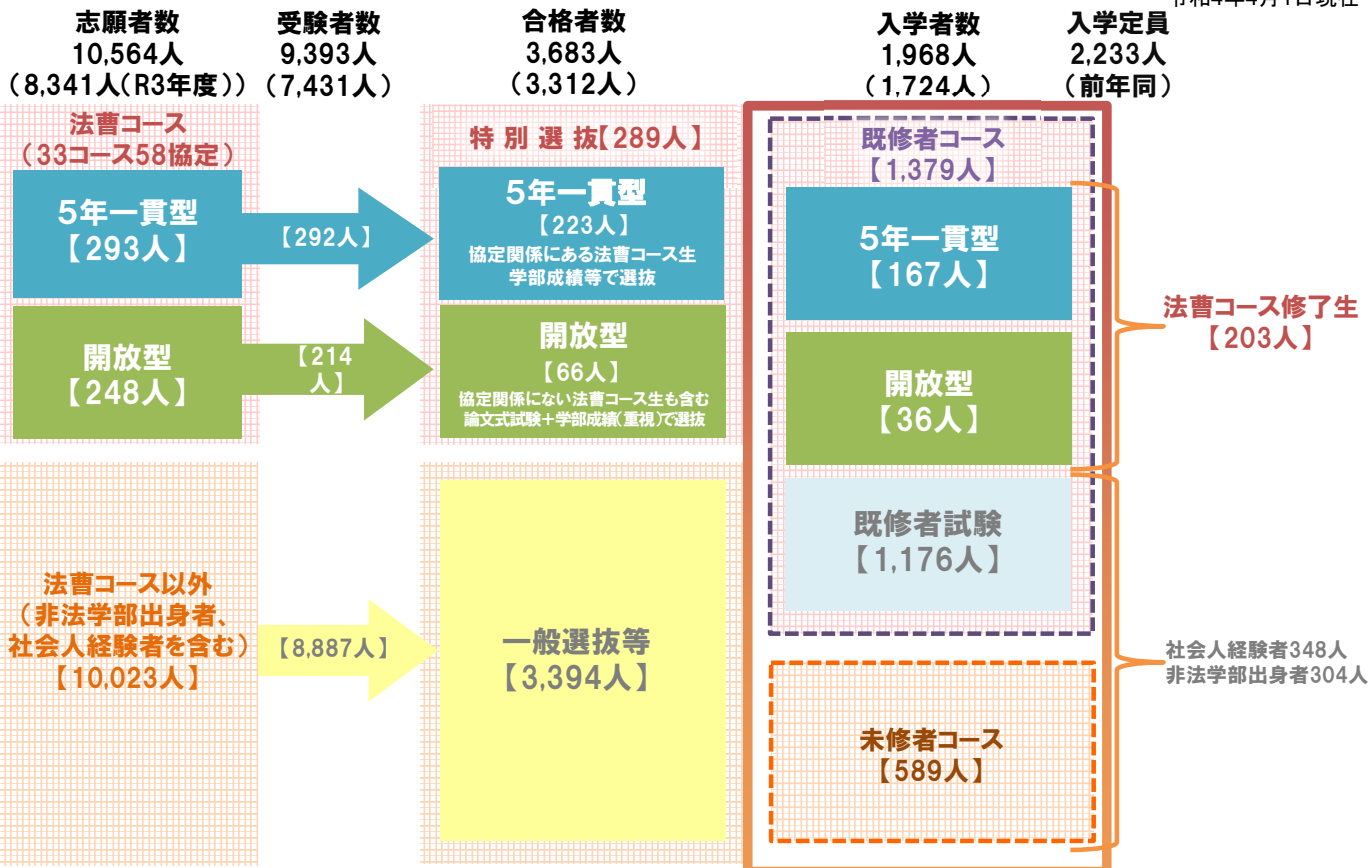 令和4年4月1日現在
志願者数
10,564人
（8,341人(R3年度)）
受験者数
9,393人
（7,431人）
合格者数
3,683人
（3,312人）
入学者数
1,968人
（1,724人）
入学定員
2,233人
（前年同）
法曹コース
（33コース58協定）
5年一貫型
【293人】
【292人】
特別選抜【289人】
5年一貫型
【223人】
協定関係にある法曹コース生
学部成績等で選抜
既修者コース
【1,379人】
5年一貫型
【167人】
開放型
【248人】
【214
人】
開放型
【66人】
協定関係にない法曹コース生も含む
論文式試験＋学部成績(重視)で選抜
開放型
【36人】
法曹コース修了生
【203人】
法曹コース以外
（非法学部出身者、
社会人経験者を含む）
【10,023人】
【8,887人】
一般選抜等
【3,394人】
既修者試験
【1,176人】
未修者コース
【589人】
社会人経験者348人
非法学部出身者304人